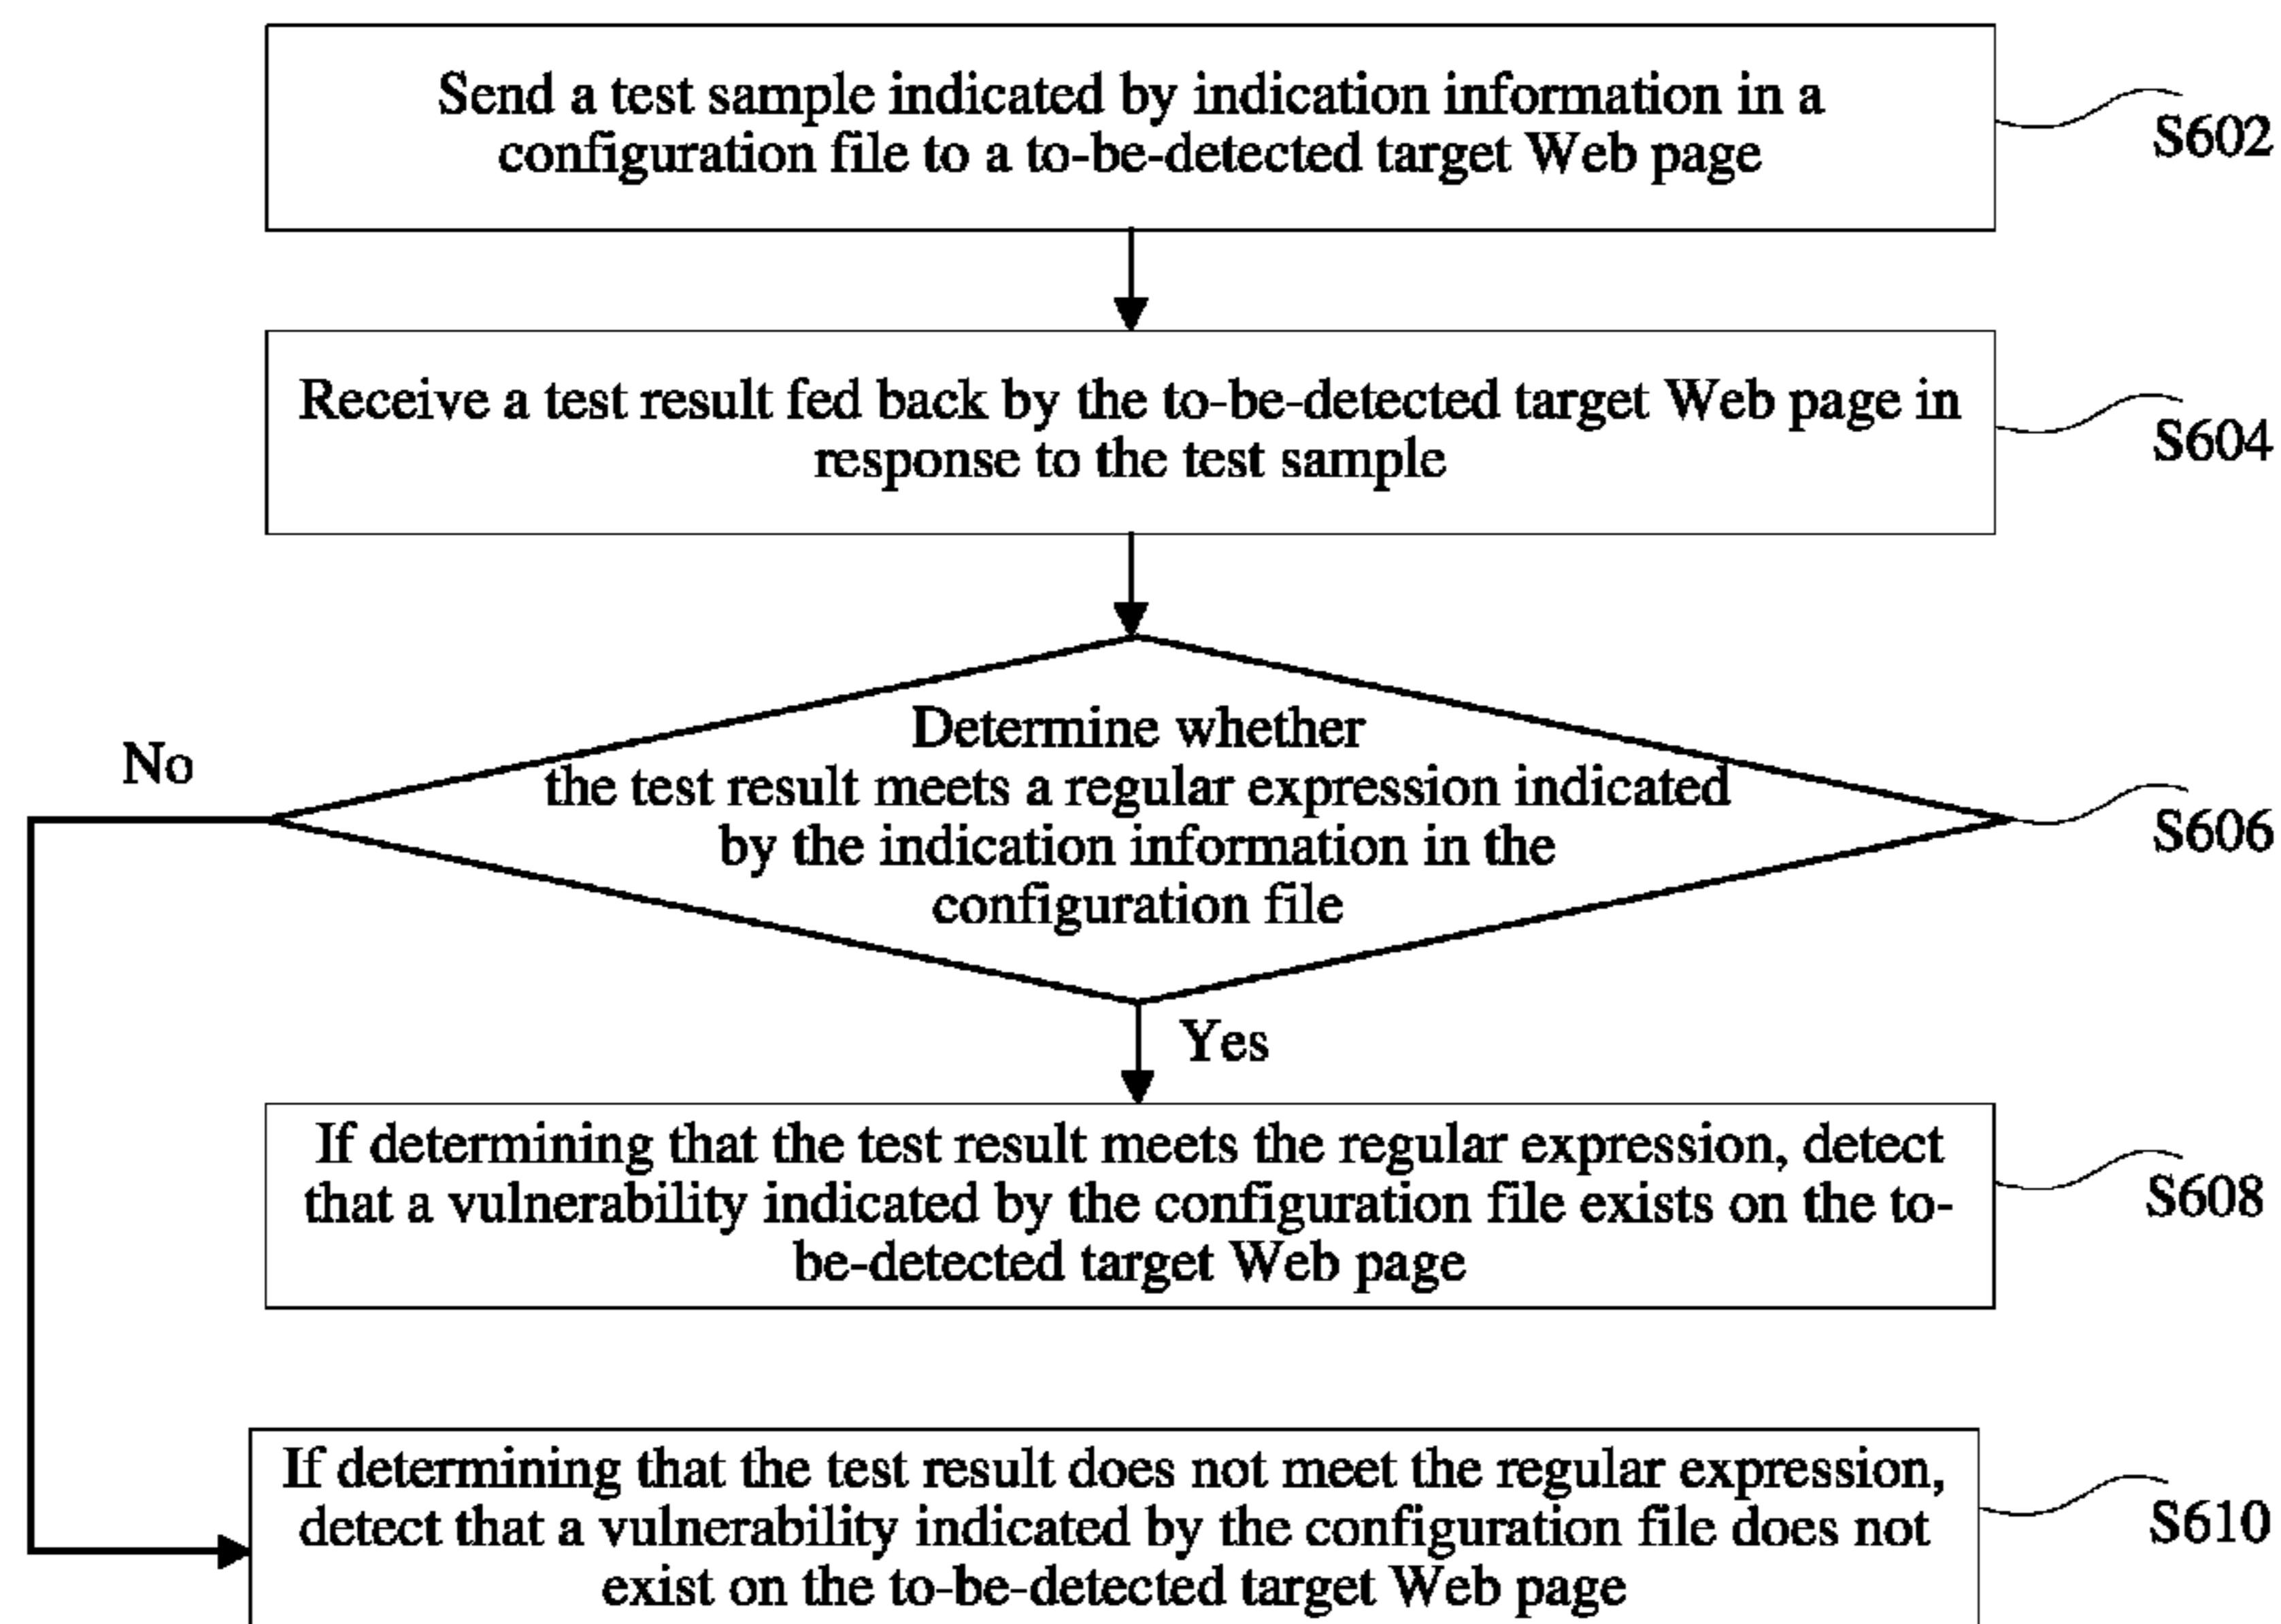 Send a test sample indicated by indication information in a
configuration file to a to-be-detected target Web page
S602
Receive a test result fed back by the to-be-detected target Web page in
response to the test sample
S604
Determine whether
the test result meets a regular expression indicated
by the indication information in the
configuration file
No
S606
Yes
If determining that the test result meets the regular expression, detect
that a vulnerability indicated by the configuration file exists on the to-
be-detected target Web page
S608
If determining that the test result does not meet the regular expression,
detect that a vulnerability indicated by the configuration file does not
exist on the to-be-detected target Web page
S610